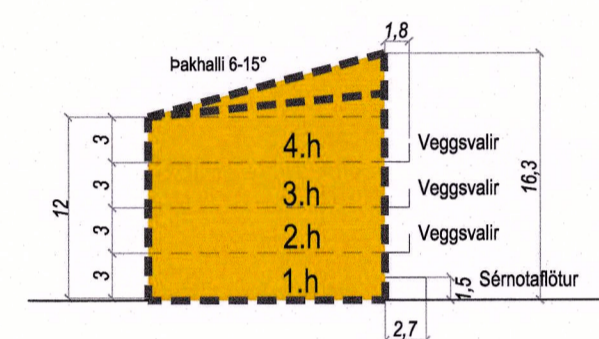 1,8
Þakhalli 6-15°
4.h
Veggsvalir
3
3.h
Veggsvalir
16,3
3
12
2.h
Veggsvalir
3
1.h
Sérnotaflötur
3
1,5
2,7